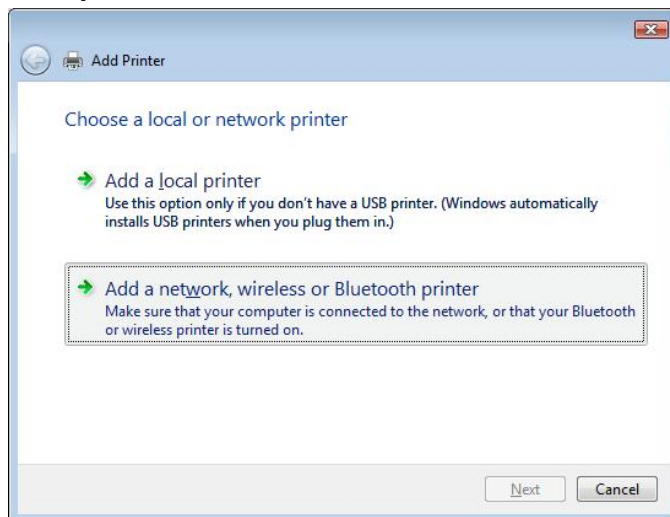 Add Printer
Choose a local or network printer
Add a local printer
Use this option only if you don't have a USB printer. (Windows automatically
installs USB printers when you plug them in.)
Add a network, wireless or Bluetooth printer
Make sure that your computer is connected to the network, or that your Bluetooth
or wireless printer is turned on.
Next Cancel